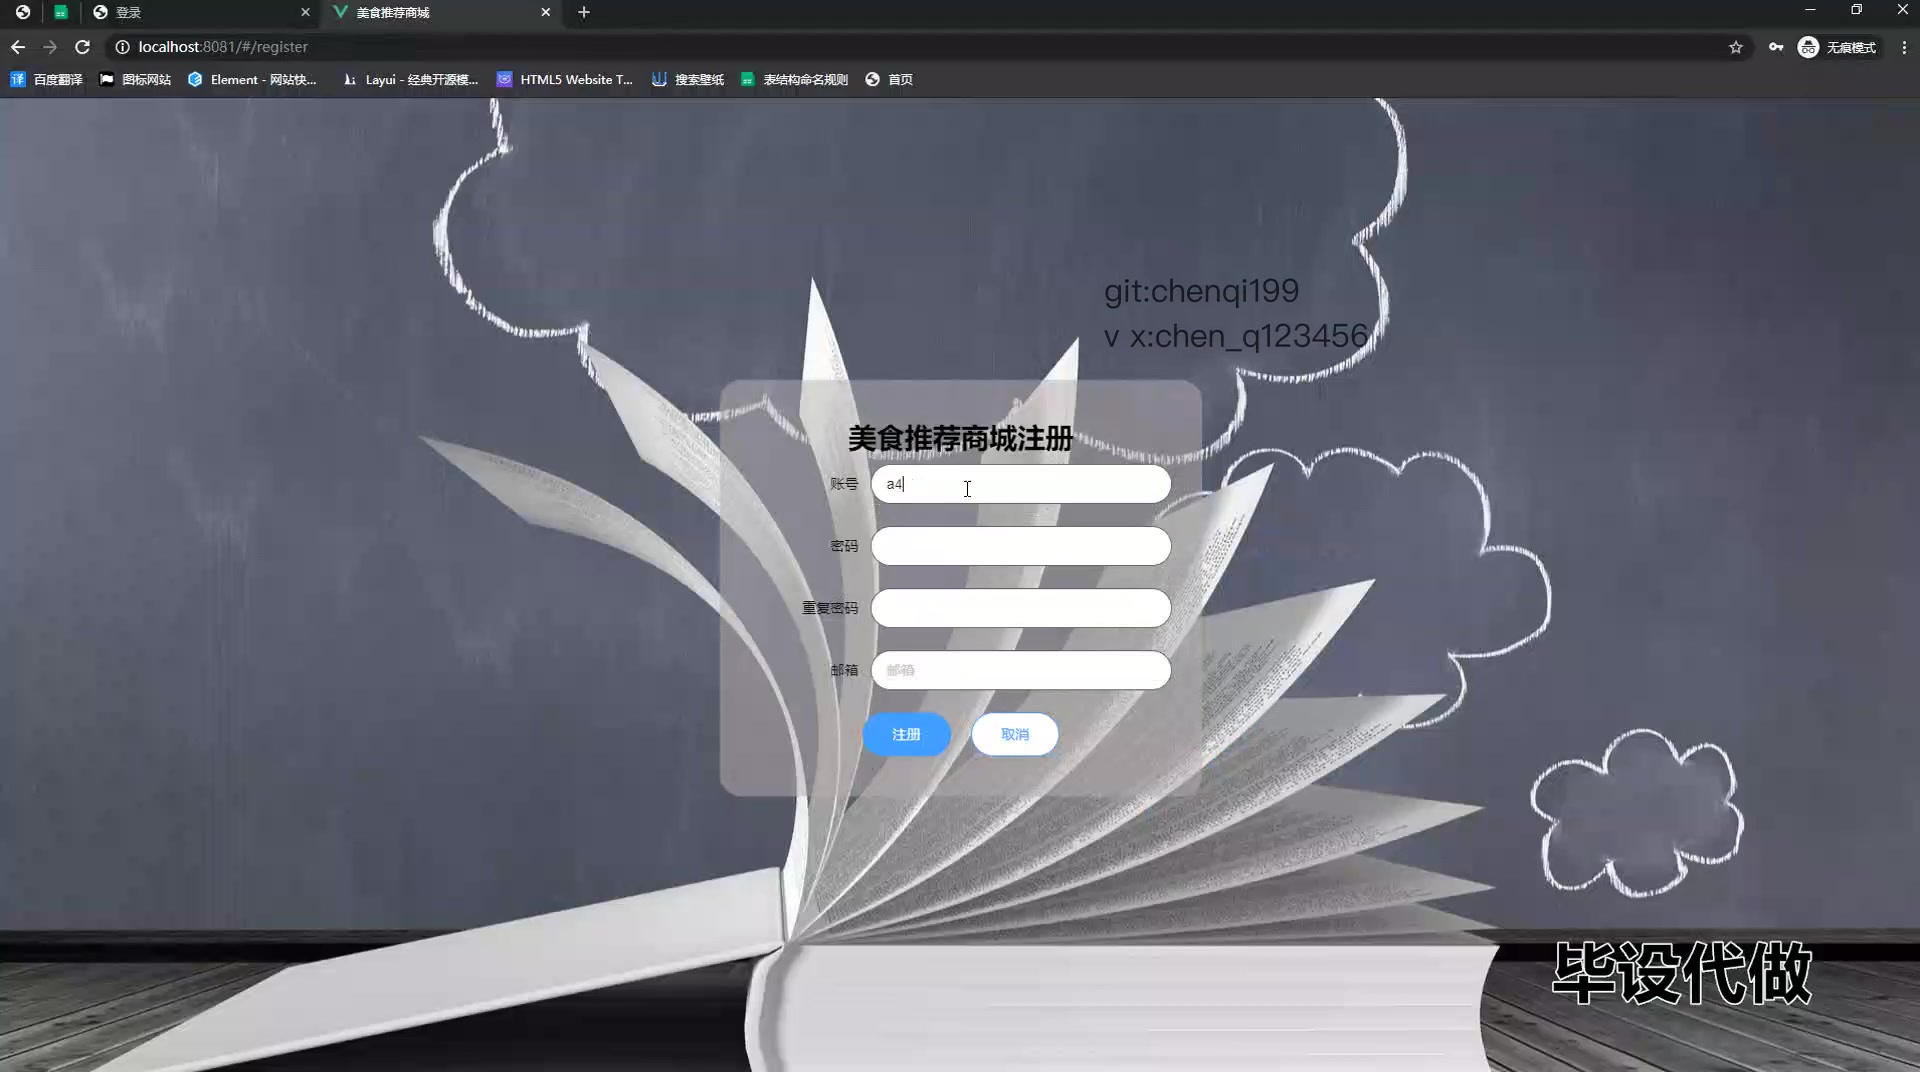 登录
美食推荐商城
localhost:8081/#/register
无痕模式
百度翻译
图标网站
Element - 网站快...
Layui - 经典开源模...
HTML5 Website T...
搜索壁纸
表结构命名规则
首页
git:chenqi199
v x:chen_q123456
美食推荐商城注册
账号 a4
密码
重复密码
邮箱 邮箱
注册 取消
毕设代做